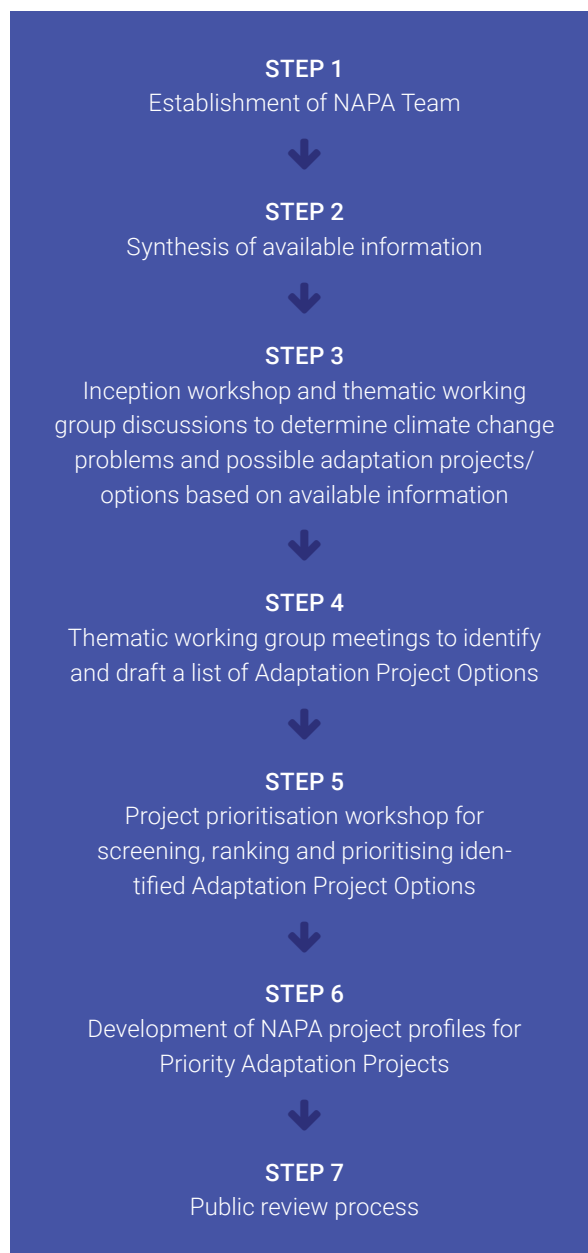 STEP 1
Establishment of NAPA Team
STEP 2
Synthesis of available information
STEP 3
Inception workshop and thematic working
group discussions to determine climate change
problems and possible adaptation projects/
options based on available information
STEP 4
Thematic working group meetings to identify
and draft a list of Adaptation Project Options
STEP 5
Project prioritisation workshop for
screening, ranking and prioritising iden-
tified Adaptation Project Options
STEP 6
Development of NAPA project profiles for
Priority Adaptation Projects
STEP 7
Public review process